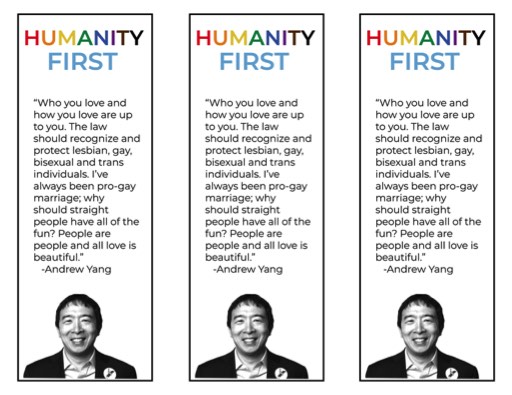 HUMANITY
FIRST
“Who you love and
how you love are up
to you. The law
should recognize and
protect lesbian, gay,
bisexual and trans
individuals. I’ve
always been pro-gay
marriage; why
should straight
people have all of the
fun? People are
people and all love is
beautiful.”
-Andrew Yang
HUMANITY
FIRST
“Who you love and
how you love are up
to you. The law
should recognize and
protect lesbian, gay,
bisexual and trans
individuals. I’ve
always been pro-gay
marriage; why
should straight
people have all of the
fun? People are
people and all love is
beautiful.”
-Andrew Yang
HUMANITY
FIRST
“Who you love and
how you love are up
to you. The law
should recognize and
protect lesbian, gay,
bisexual and trans
individuals. I’ve
always been pro-gay
marriage; why
should straight
people have all of the
fun? People are
people and all love is
beautiful.”
-Andrew Yang